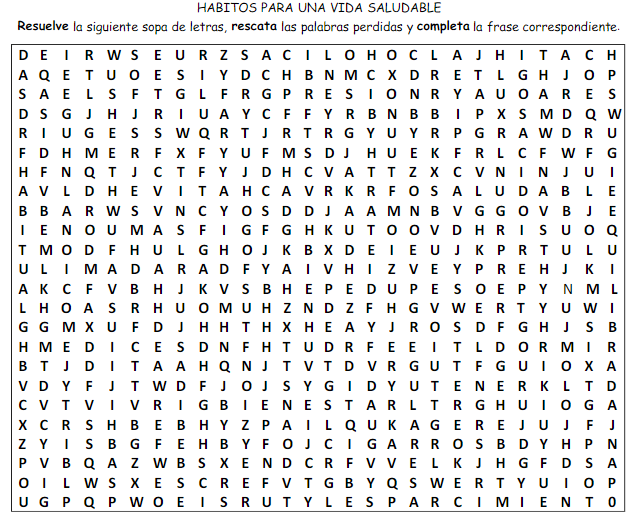 HABITOS PARA UNA VIDA SALUDABLE
Resuelve la siguiente sopa de letras, rescata las palabras perdidas y completa la frase correspondiente.
D E I R W S E U R Z S A C I L O H O C L A J H I T A C H
A Q E T U O E S I Y D C H B N M C X D R E T L G H J O P
S A E L S F T G L F R G P R E S I O N R Y A U O A R E S
D S G J H J R I U A Y C F F Y R B N B B I P X S M D Q W
R I U G E S S W Q R T J R T R G Y U Y R P G R A W D R U
F D H M E R F X F Y U F M S D J H U E K F R L C F W F G
H F N Q T J C T F Y J D H C V A T T Z X C V N I N J U I
A V L D H E V I T A H C A V R K R F O S A L U D A B L E
B B A R W S V N C Y O S D D J A A M N B V G G O V B J E
I E N O U M A S F I G F G H K U T O O V D H R I S U O Q
T M O D F H U L G H O J K B X D E I E U J K P R T U L U
U L I M A D A R A D F Y A I V H I Z V E Y P R E H J K I
A K C F V B H J K V S B H E P E D U P E S O E P Y N M L
L H O A S R H U O M U H Z N D Z F H G V W E R T Y U W I
G G M X U F D J H H T H X H E A Y J R O S D F G H J S B
H M E D I C E S D N F H T U D R F E E I T L D O R M I R
B T J D I T A A H Q N J T V T D V R G U T F G U I O X A
V D Y F J T W D F J O J S Y G I D Y U T E N E R K L T D
C V T V I V R I G B I E N E S T A R L T R G H U I O G A
X C R S H B E B H Y Z P A I L Q U K A G E R E J U J F J
Z Y I S B G F E H B Y F O J C I G A R R O S B D Y H P N
P V B Q A Z W B S X E N D C R F V V E L K J H G F D S A
O I L W S X E S C R E F V T G B Y Q S W E R T Y U I O P
U G P Q P W O E I S R U T Y L E S P A R C I M I E N T O